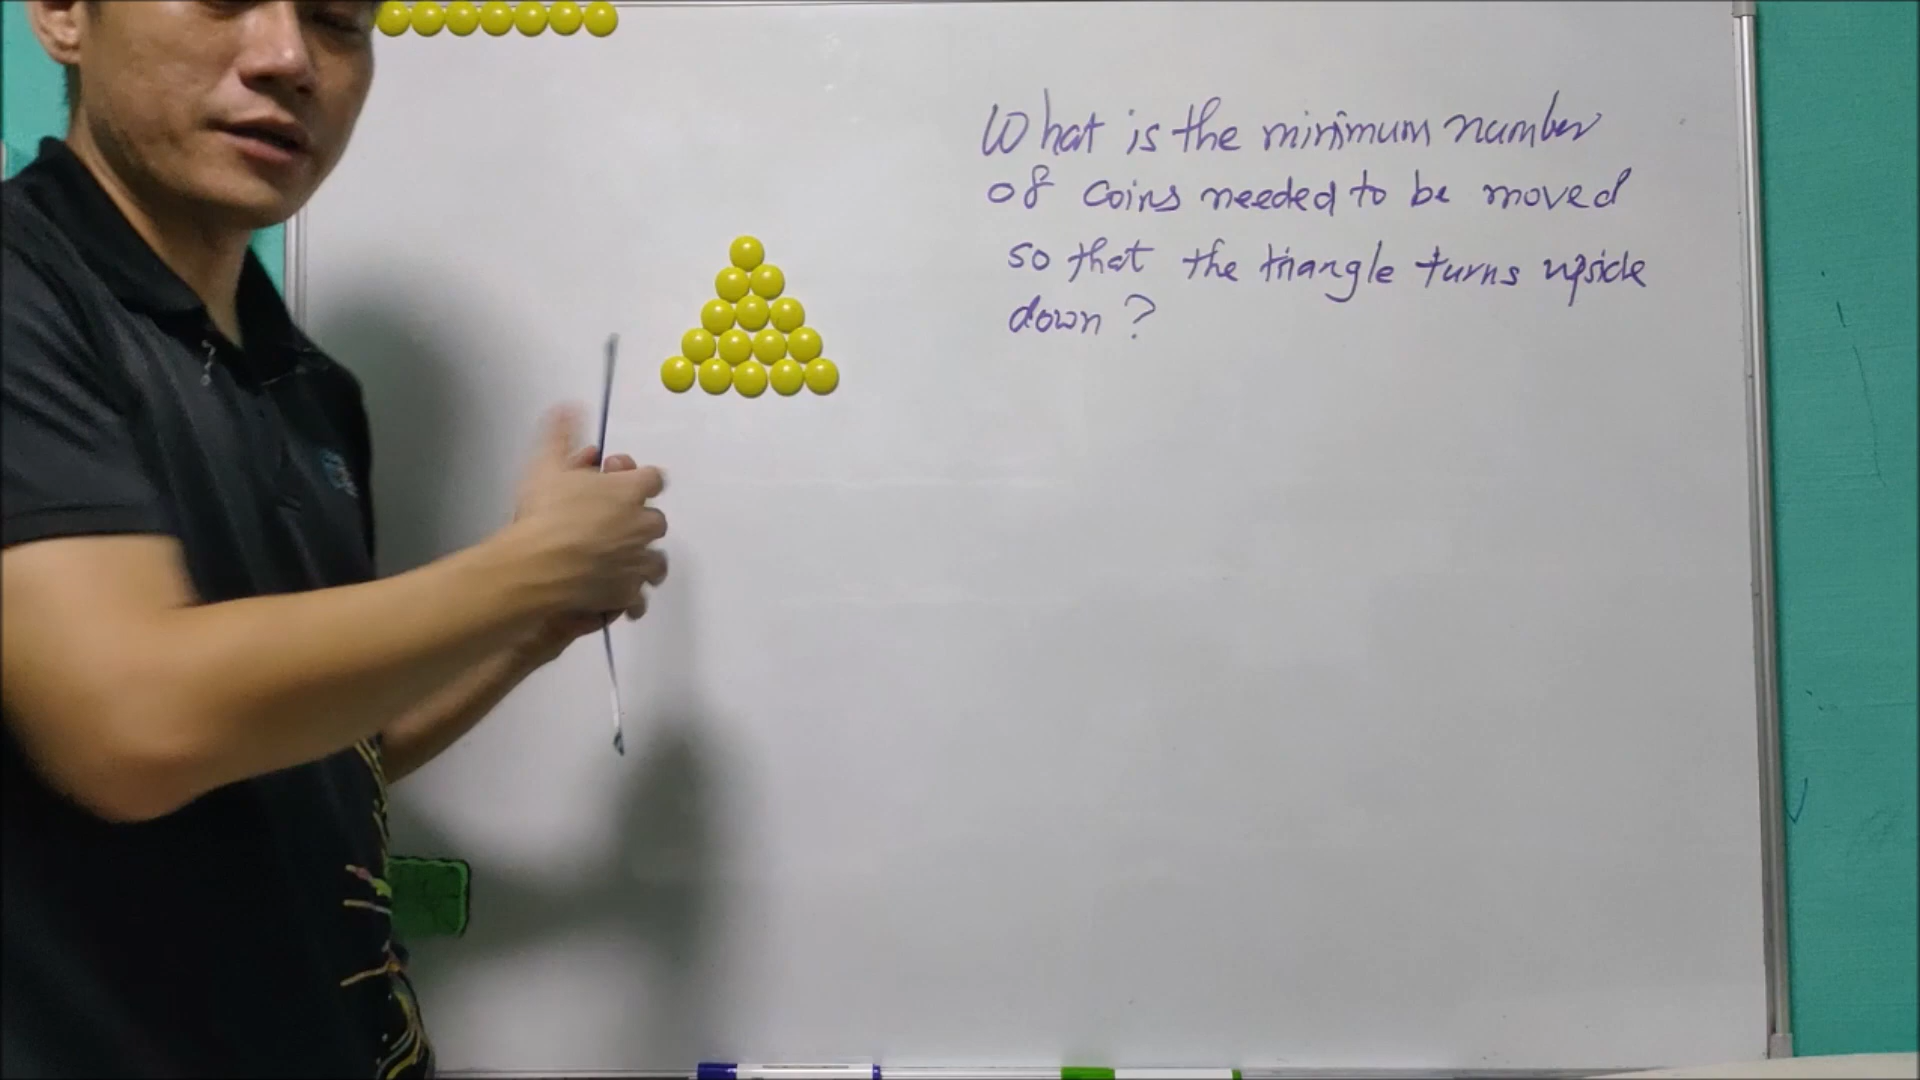 What is the minimum number
of coins needed to be moved
so that the triangle turns upside
down?